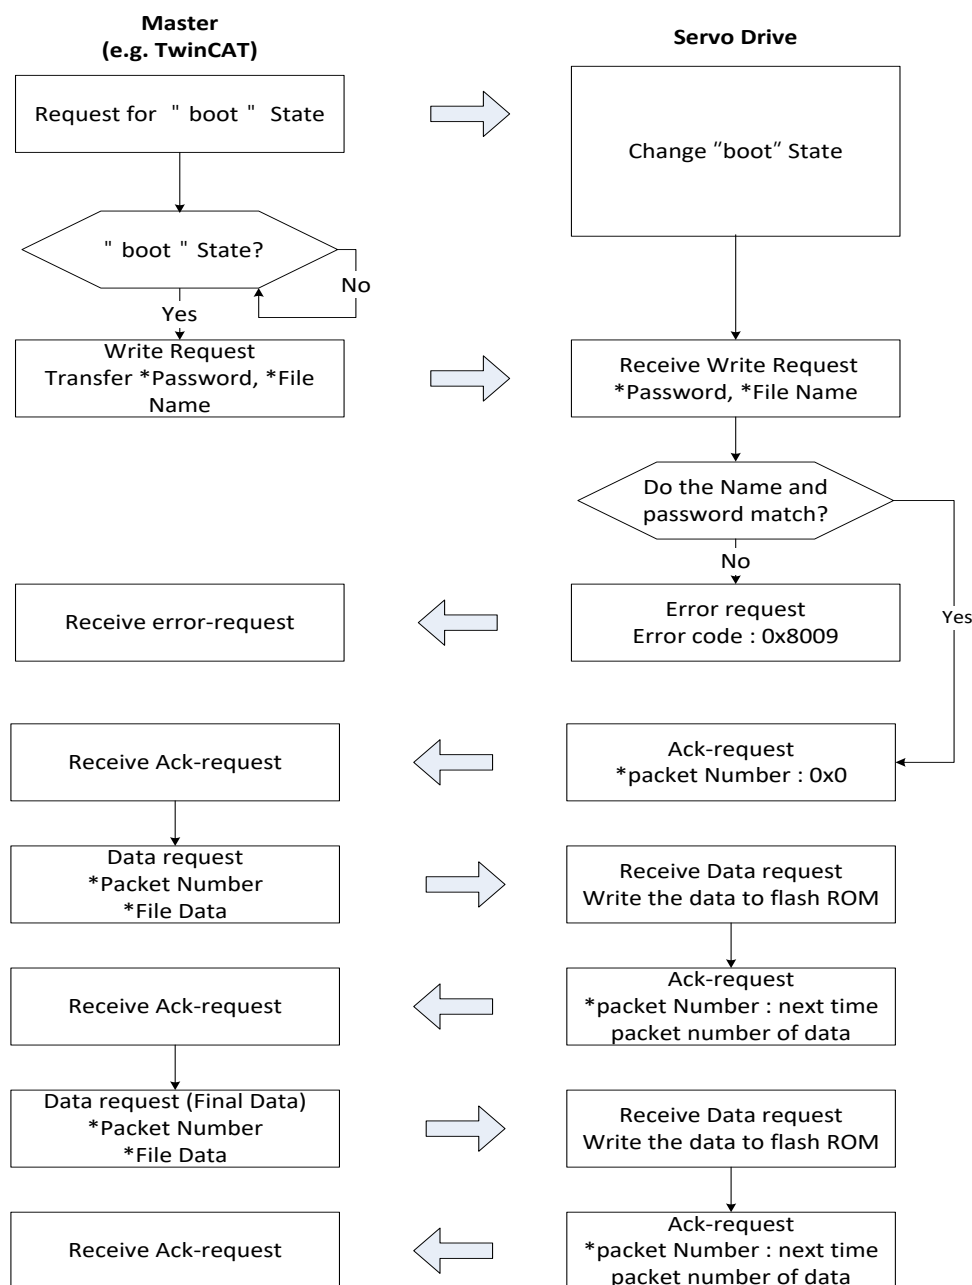 Master
(e.g. TwinCAT)
Servo Drive
Request for " boot " State
Change "boot" State
" boot " State?
No
Yes
Write Request
Transfer *Password, *File
Name
Receive Write Request
*Password, *File Name
Do the Name and
password match?
No
Yes
Receive error-request
Error request
Error code : 0x8009
Receive Ack-request
Ack-request
*packet Number : 0x0
Data request
*Packet Number
*File Data
Receive Data request
Write the data to flash ROM
Receive Ack-request
Ack-request
*packet Number : next time
packet number of data
Data request (Final Data)
*Packet Number
*File Data
Receive Data request
Write the data to flash ROM
Receive Ack-request
Ack-request
*packet Number : next time
packet number of data